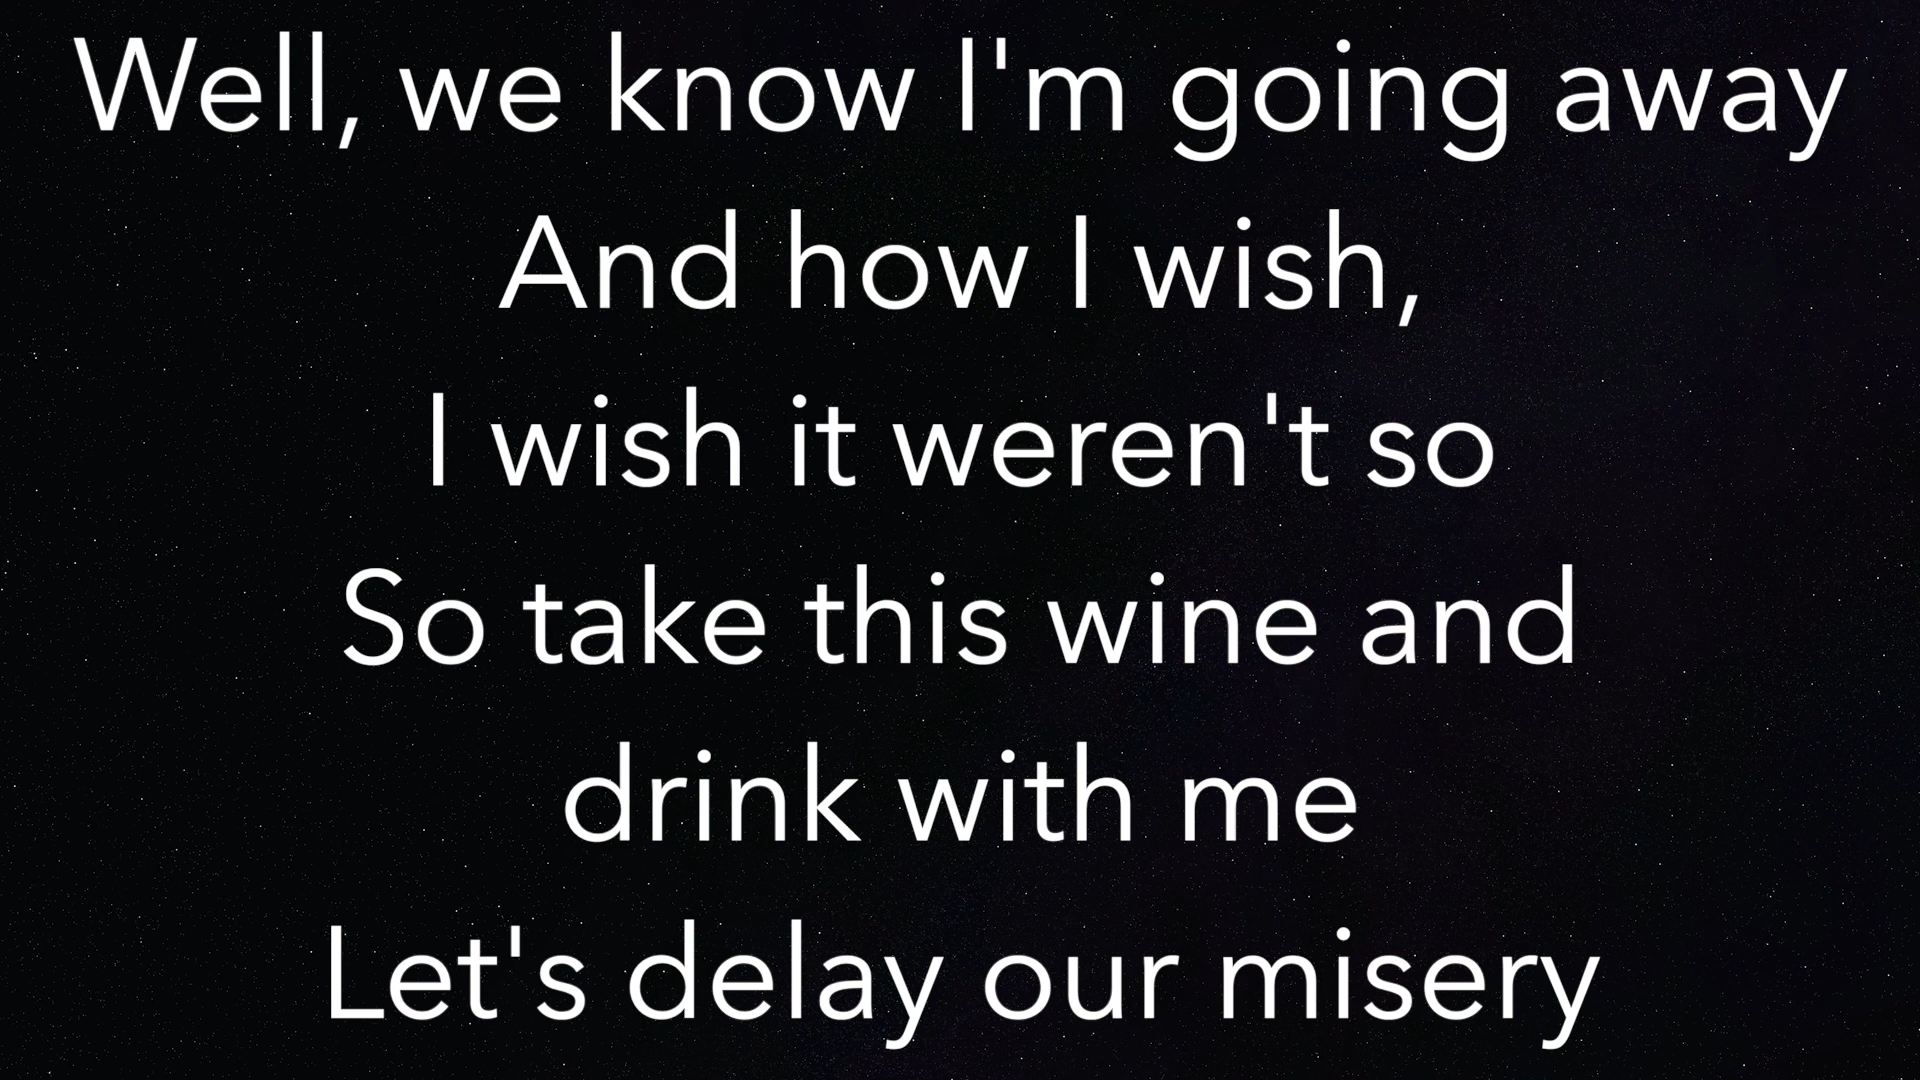 Well, we know I'm going away
And how I wish,
I wish it weren't so
So take this wine and
drink with me
Let's delay our misery